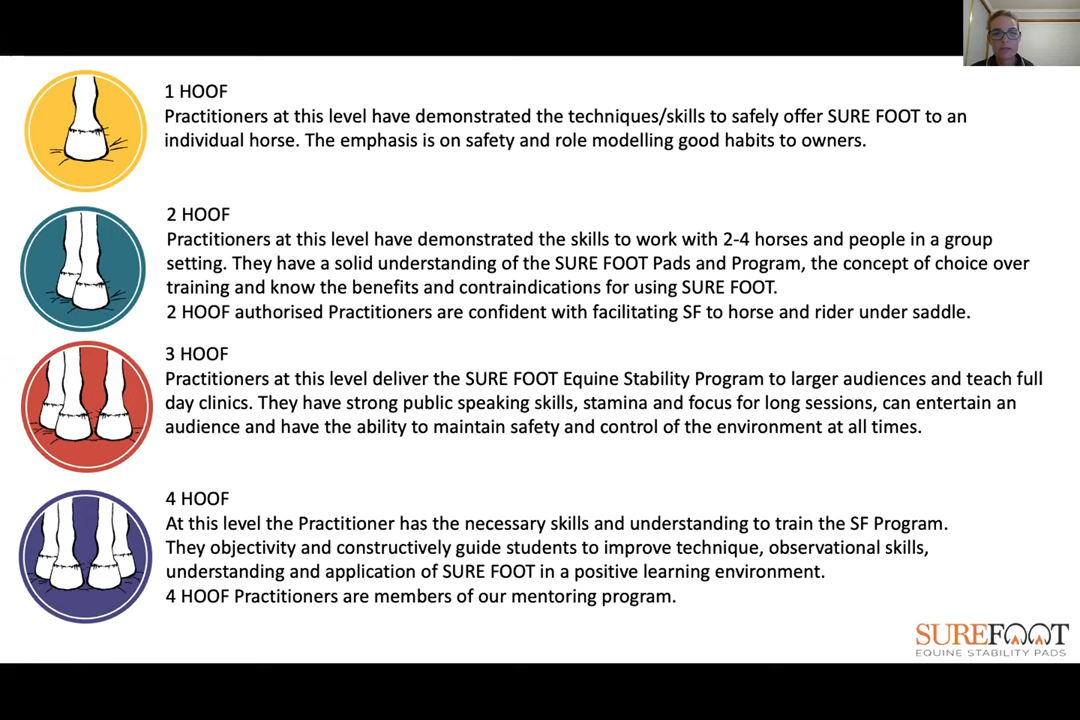 1 HOOF
Practitioners at this level have demonstrated the techniques/skills to safely offer SURE FOOT to an
individual horse. The emphasis is on safety and role modelling good habits to owners.
2 HOOF
Practitioners at this level have demonstrated the skills to work with 2-4 horses and people in a group
setting. They have a solid understanding of the SURE FOOT Pads and Program, the concept of choice over
training and know the benefits and contraindications for using SURE FOOT.
2 HOOF authorised Practitioners are confident with facilitating SF to horse and rider under saddle.
3 HOOF
Practitioners at this level deliver the SURE FOOT Equine Stability Program to larger audiences and teach full
day clinics. They have strong public speaking skills, stamina and focus for long sessions, can entertain an
audience and have the ability to maintain safety and control of the environment at all times.
4 HOOF
At this level the Practitioner has the necessary skills and understanding to train the SF Program.
They objectivity and constructively guide students to improve technique, observational skills,
understanding and application of SURE FOOT in a positive learning environment.
4 HOOF Practitioners are members of our mentoring program.
SUREFOOT
EQUINE STABILITY PADS